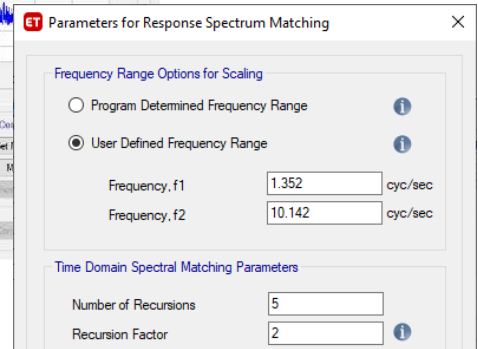 ET Parameters for Response Spectrum Matching
Frequency Range Options for Scaling
Program Determined Frequency Range
User Defined Frequency Range
Frequency, f1 1.352 cyc/sec
Frequency, f2 10.142 cyc/sec
Time Domain Spectral Matching Parameters
Number of Recursions 5
Recursion Factor 2